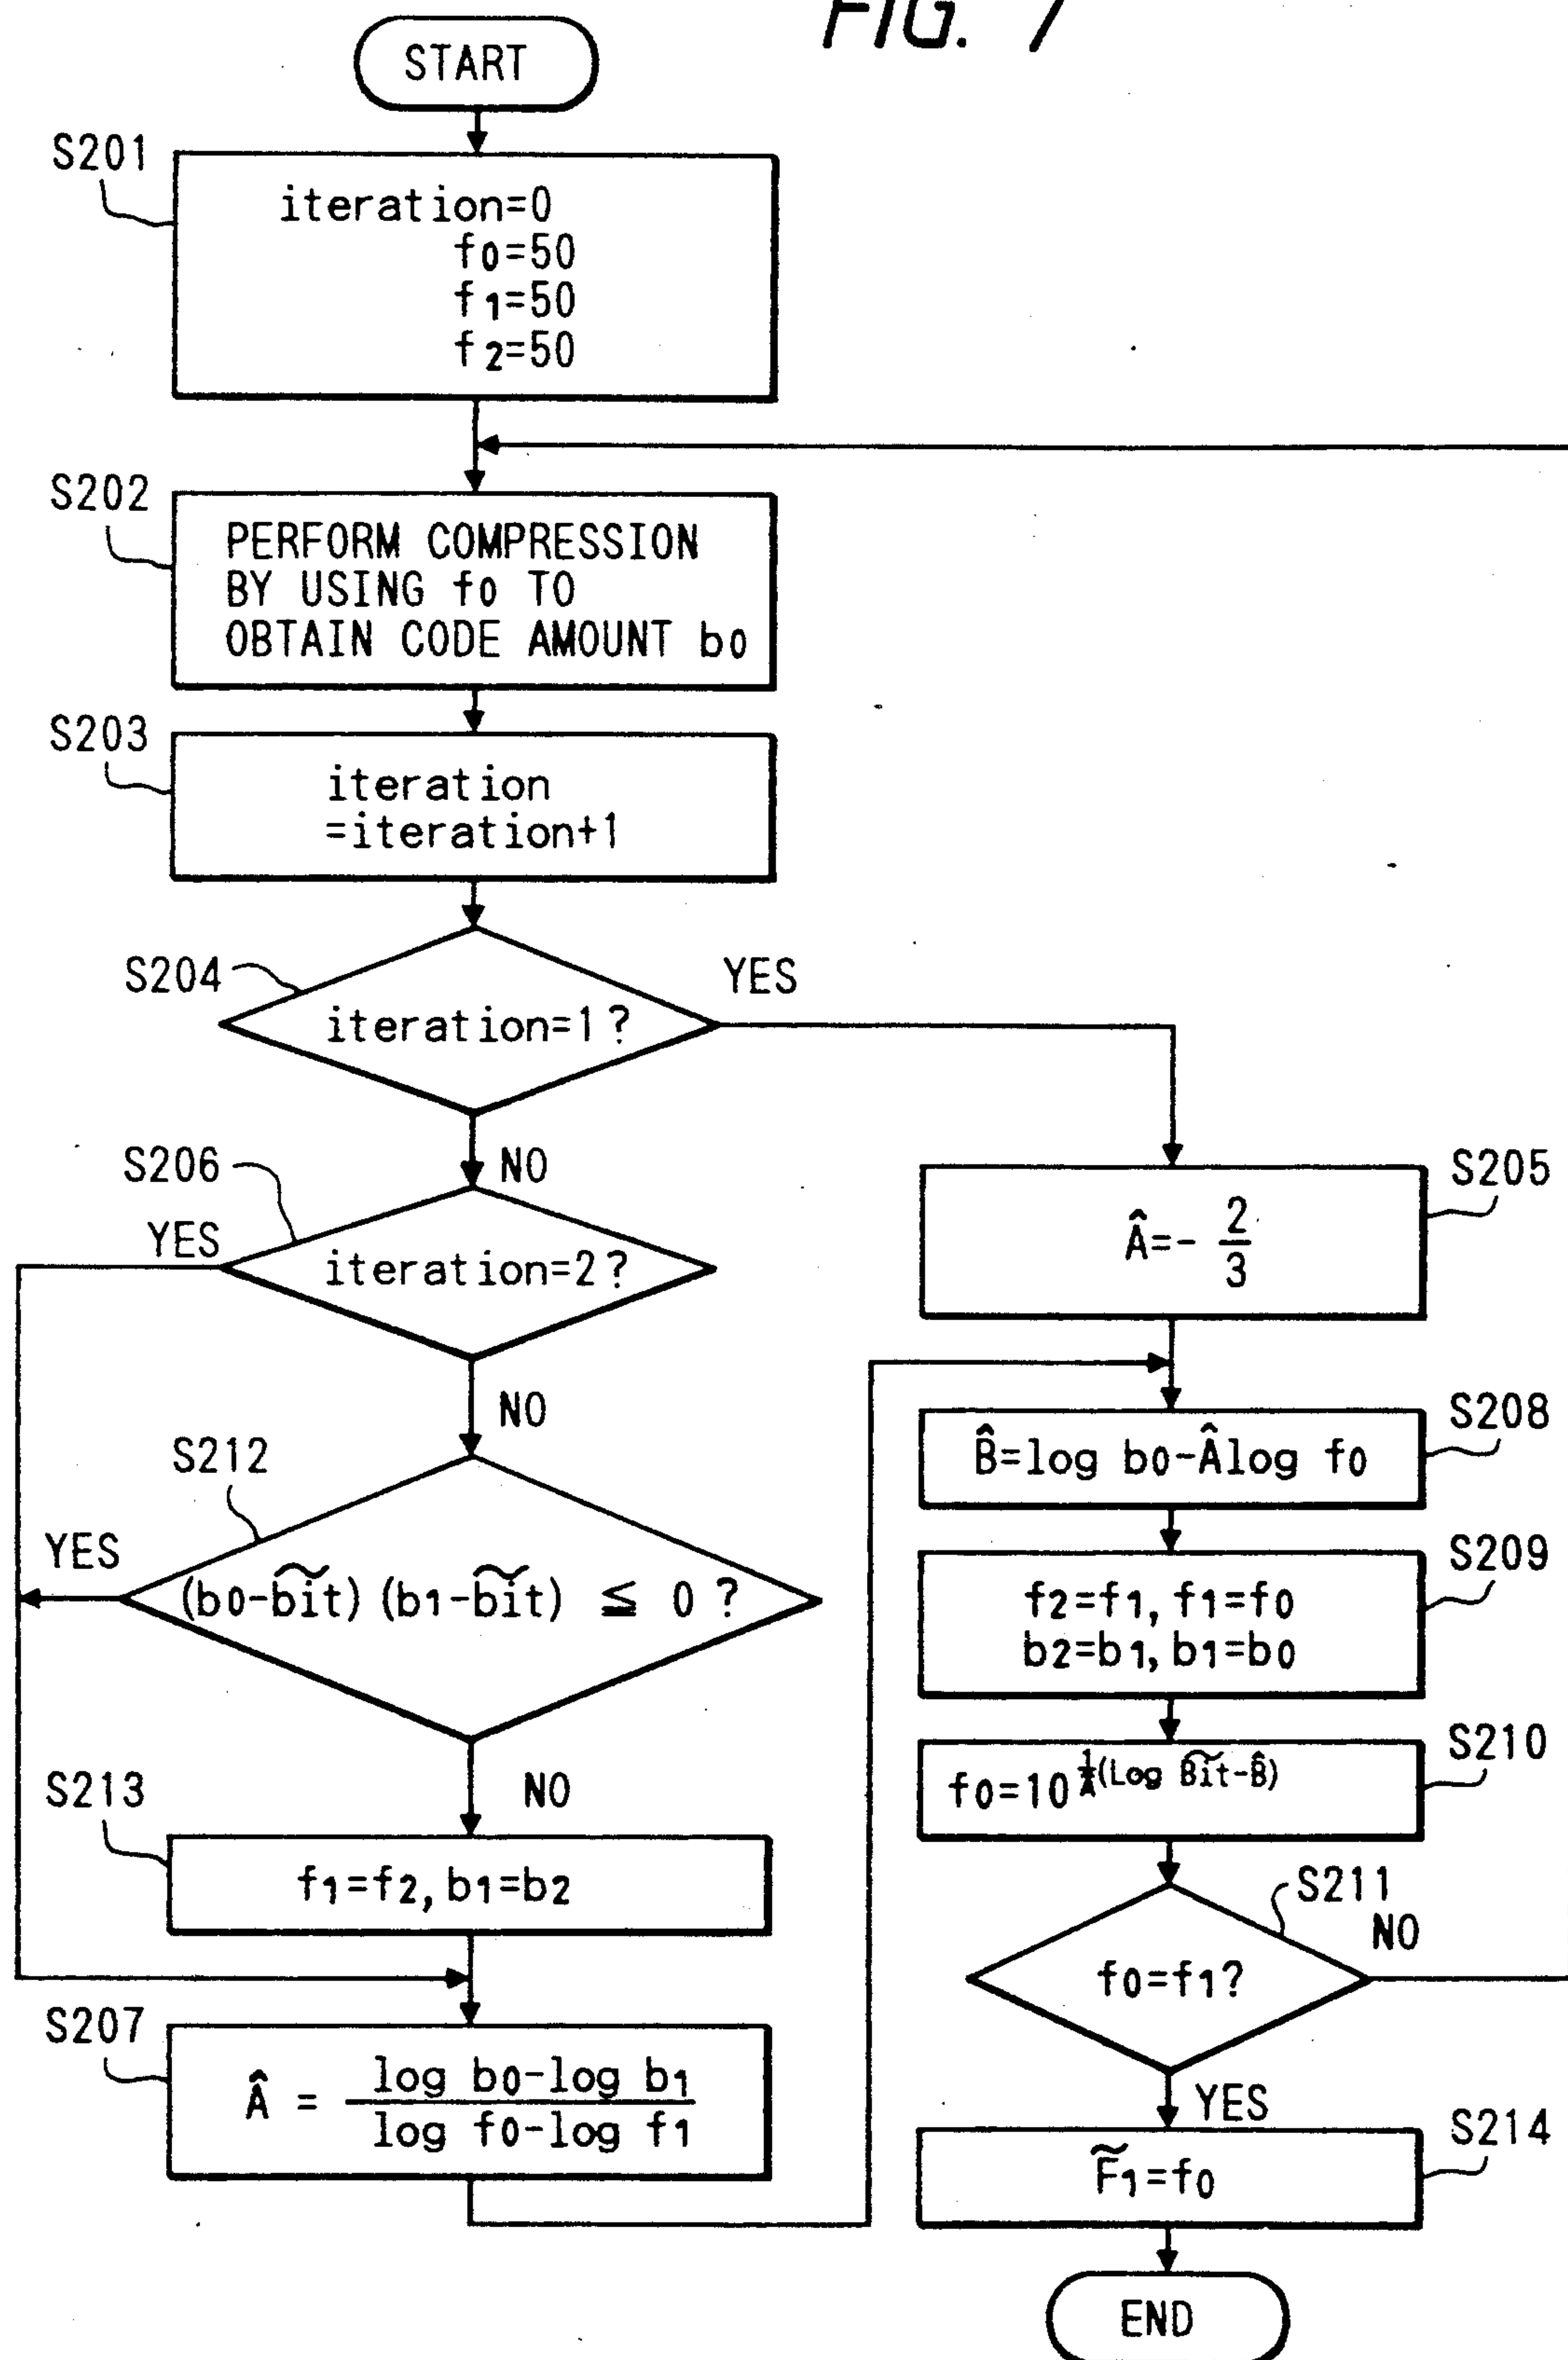 FIG. 7
START
S201
iteration=0
f0=50
f1=50
f2=50
S202
PERFORM COMPRESSION
BY USING f0 TO
OBTAIN CODE AMOUNT b0
S203
iteration
=iteration+1
S204
iteration=1?
YES
NO
S206
YES
iteration=2?
NO
S212
YES
(b0-b͠it)(b1-b͠it) ≦ 0 ?
NO
S213
f1=f2, b1=b2
S207
Â = (log b0-log b1)/(log f0-log f1)
S205
Â=- 2/3
S208
B̂=log b0-Âlog f0
S209
f2=f1, f1=f0
b2=b1, b1=b0
S210
f0=10^(1/Â(Log B͠it-B̂))
S211
f0=f1?
NO
YES
S214
F̃1=f0
END